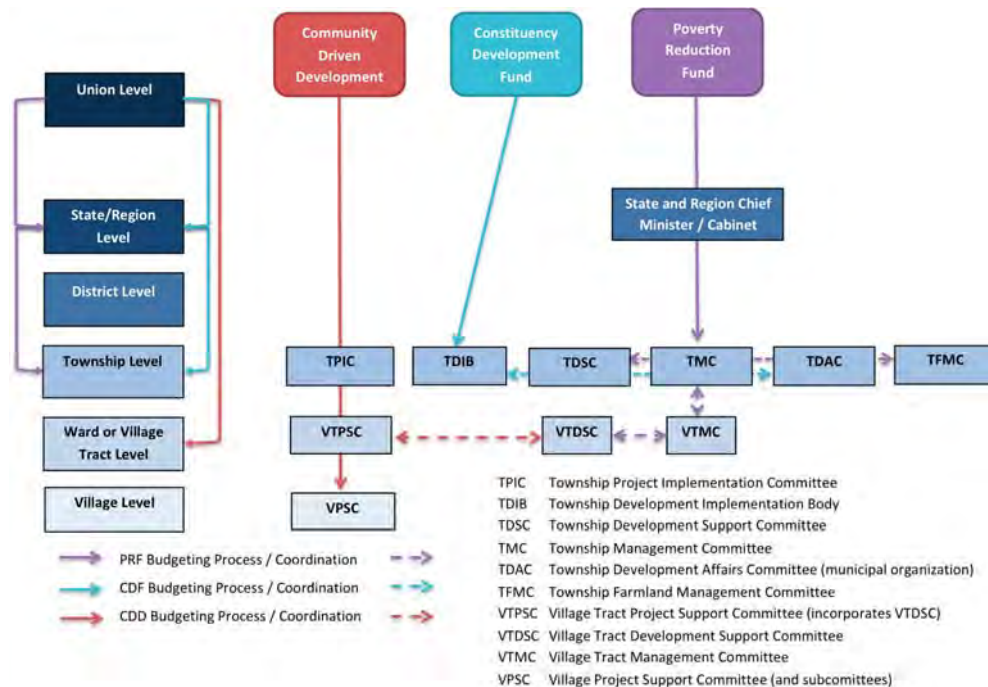 Community
Driven
Development
Constituency
Development
Fund
Poverty
Reduction
Fund
Union Level
State/Region
Level
State and Region Chief
Minister / Cabinet
District Level
Township Level
TPIC
TDIB
TDSC
TMC
TDAC
TFMC
Ward or Village
Tract Level
VTPSC
VTDSC
VTMC
Village Level
VPSC
PRF Budgeting Process / Coordination
CDF Budgeting Process / Coordination
CDD Budgeting Process / Coordination
TPIC Township Project Implementation Committee
TDIB Township Development Implementation Body
TDSC Township Development Support Committee
TMC Township Management Committee
TDAC Township Development Affairs Committee (municipal organization)
TFMC Township Farmland Management Committee
VTPSC Village Tract Project Support Committee (incorporates VTDSC)
VTDSC Village Tract Development Support Committee
VTMC Village Tract Management Committee
VPSC Village Project Support Committee (and subcomittees)